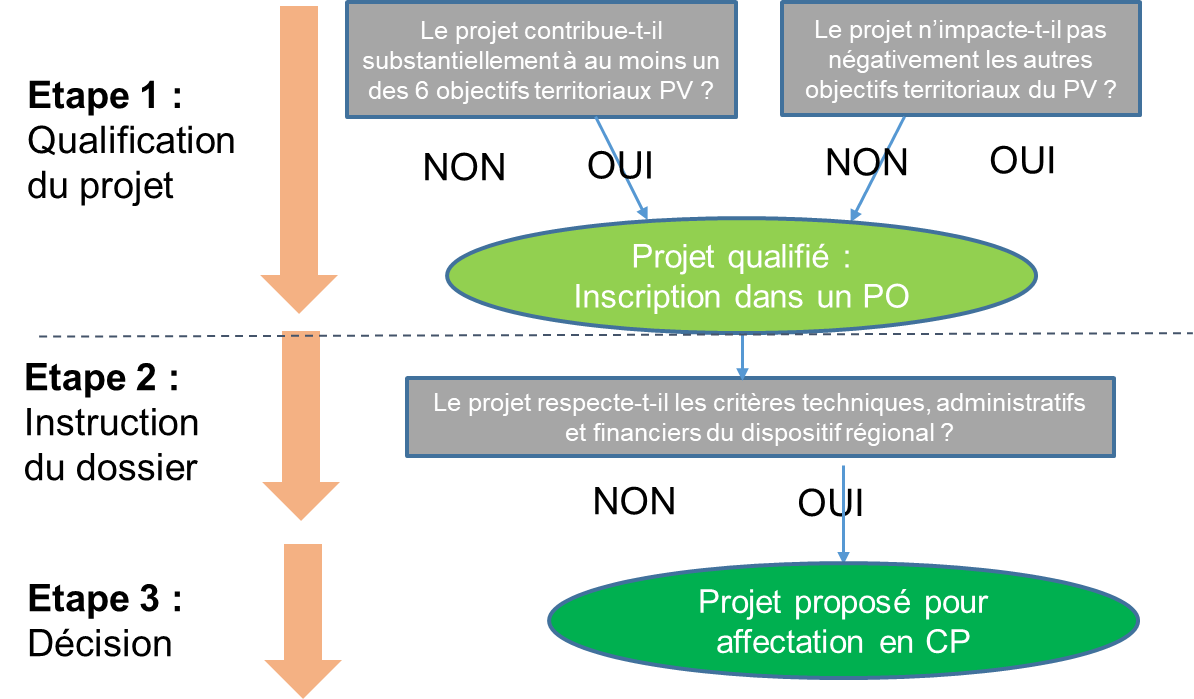 Etape 1 :
Qualification
du projet
Le projet contribue-t-il
substantiellement à au moins un
des 6 objectifs territoriaux PV ?
Le projet n’impacte-t-il pas
négativement les autres
objectifs territoriaux du PV ?
NON
OUI
NON
OUI
Projet qualifié :
Inscription dans un PO
Etape 2 :
Instruction
du dossier
Le projet respecte-t-il les critères techniques, administratifs
et financiers du dispositif régional ?
NON
OUI
Etape 3 :
Décision
Projet proposé pour
affectation en CP